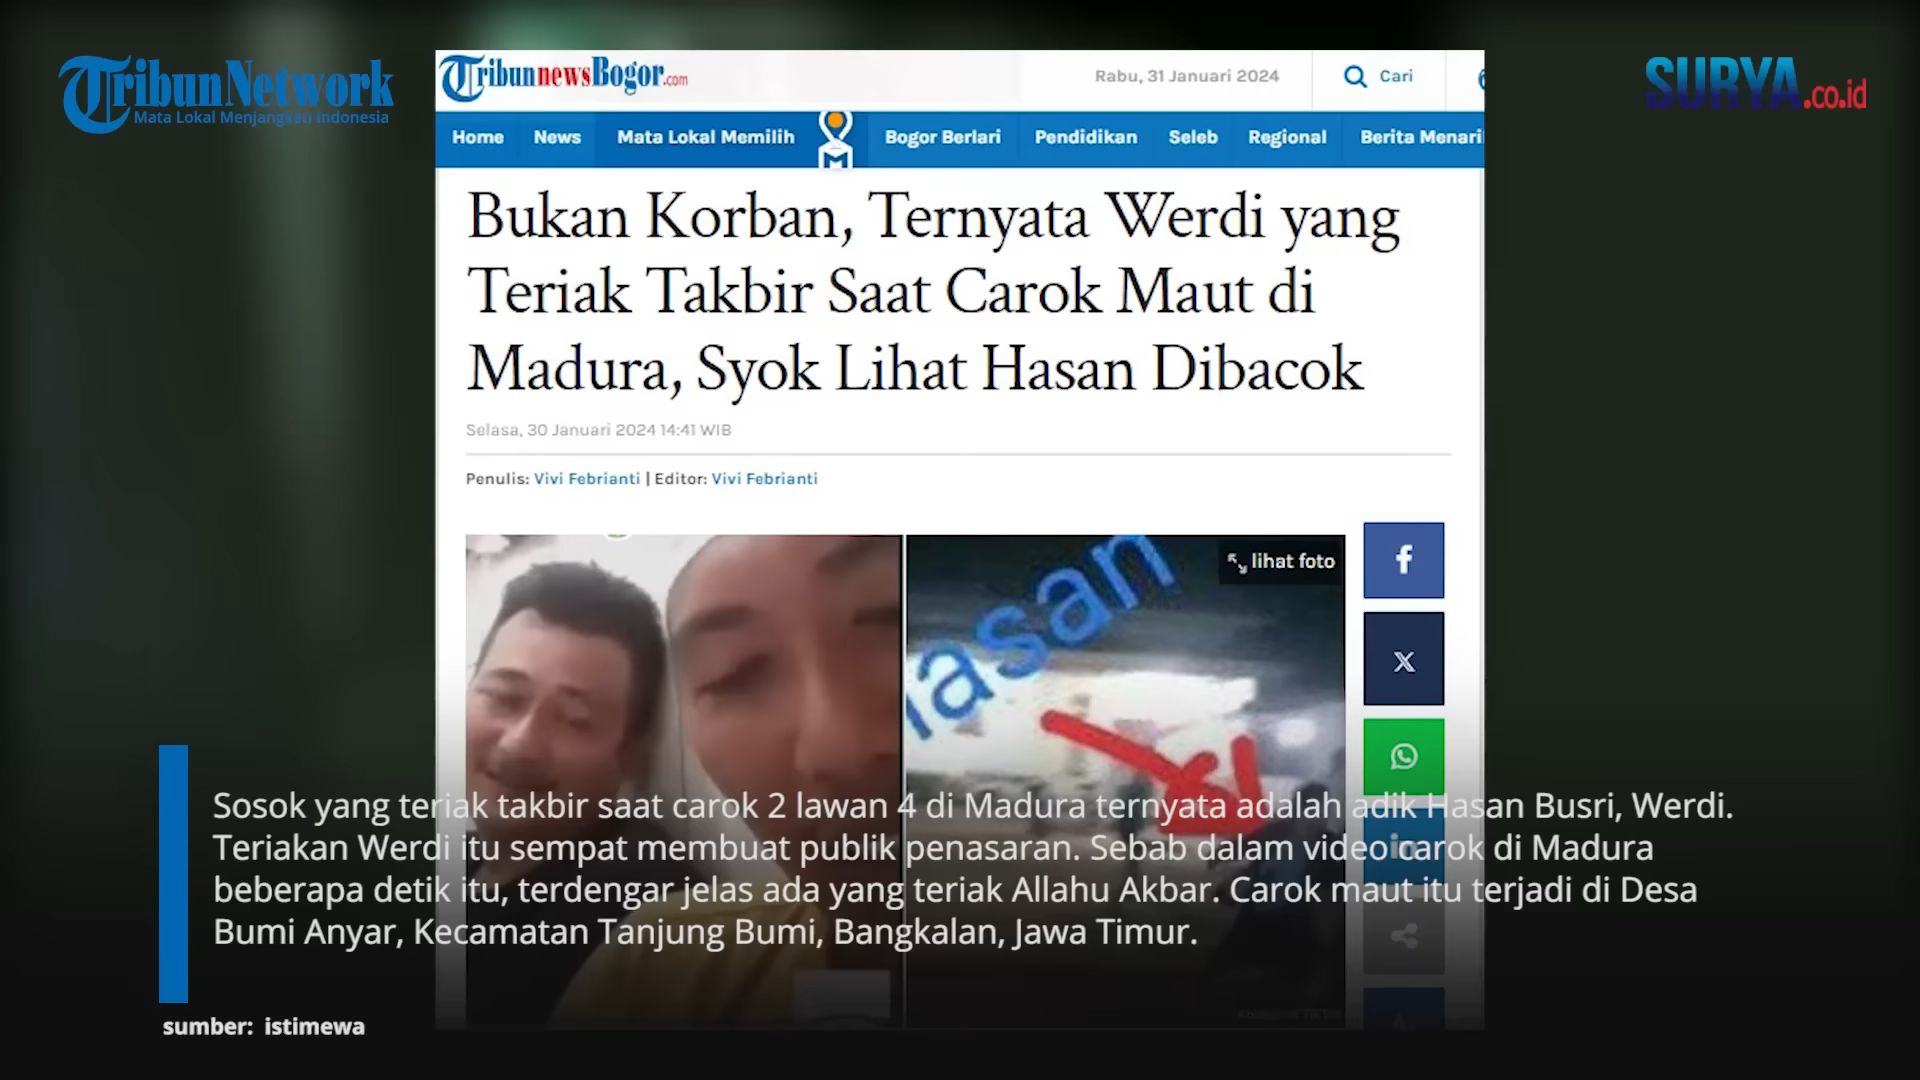 TribunNetwork
Mata Lokal Menjangkau Indonesia
TribunnewsBogor.com
Rabu, 31 Januari 2024
Cari
SURYA.co.id
Home
News
Mata Lokal Memilih
Bogor Berlari
Pendidikan
Seleb
Regional
Berita Menari
Bukan Korban, Ternyata Werdi yang
Teriak Takbir Saat Carok Maut di
Madura, Syok Lihat Hasan Dibacok
Selasa, 30 Januari 2024 14:41 WIB
Penulis: Vivi Febrianti | Editor: Vivi Febrianti
lihat foto
asan
Sosok yang teriak takbir saat carok 2 lawan 4 di Madura ternyata adalah adik Hasan Busri, Werdi.
Teriakan Werdi itu sempat membuat publik penasaran. Sebab dalam video carok di Madura
beberapa detik itu, terdengar jelas ada yang teriak Allahu Akbar. Carok maut itu terjadi di Desa
Bumi Anyar, Kecamatan Tanjung Bumi, Bangkalan, Jawa Timur.
sumber: istimewa